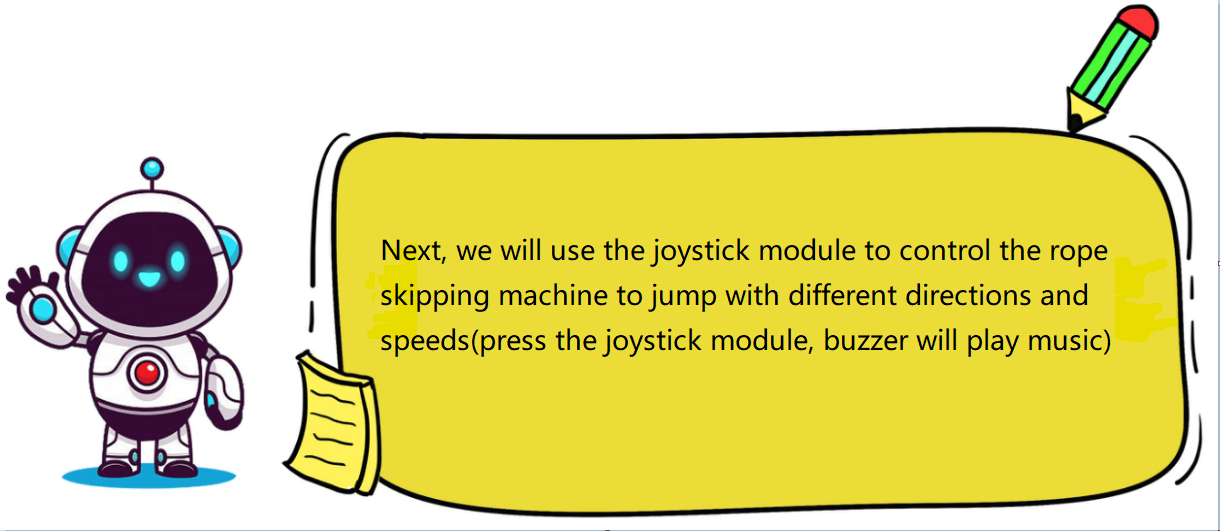 Next, we will use the joystick module to control the rope
skipping machine to jump with different directions and
speeds(press the joystick module, buzzer will play music)